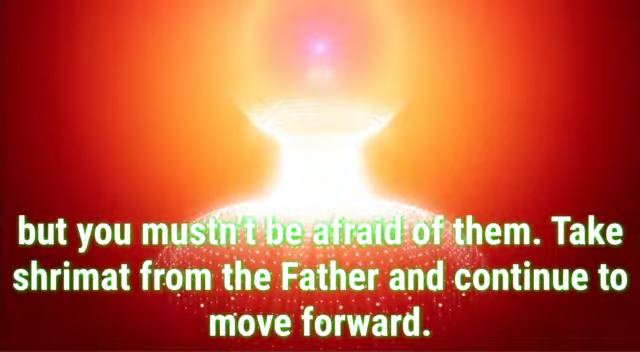 but you mustn't be afraid of them. Take
shrimat from the Father and continue to
move forward.